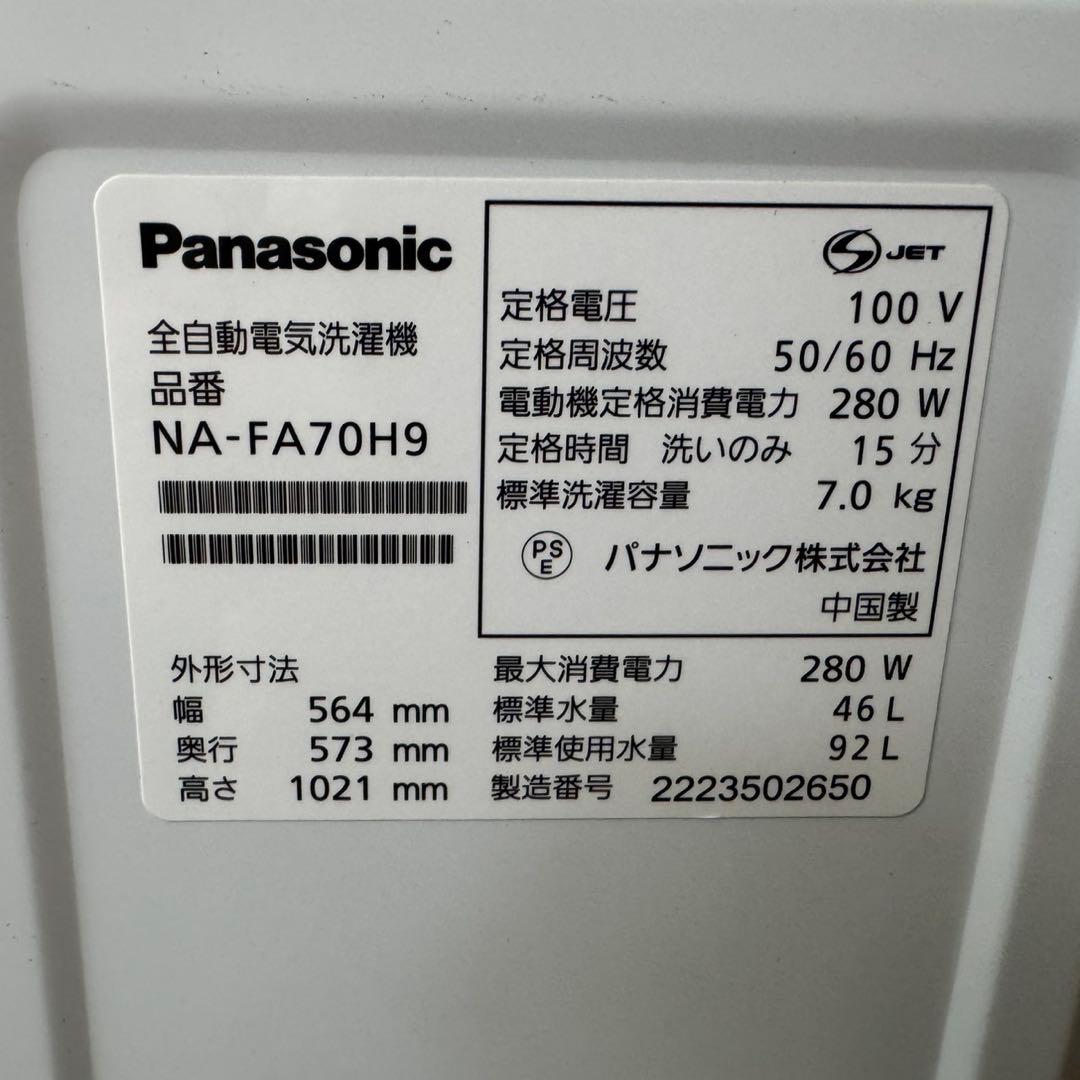 Panasonic
全自動電気洗濯機
品番
NA-FA70H9
JET
定格電圧 100 V
定格周波数 50/60 Hz
電動機定格消費電力 280 W
定格時間 洗いのみ 15 分
標準洗濯容量 7.0 kg
PS
E
パナソニック株式会社
中国製
外形寸法
幅 564 mm
奥行 573 mm
高さ 1021 mm
最大消費電力 280 W
標準水量 46 L
標準使用水量 92 L
製造番号 2223502650